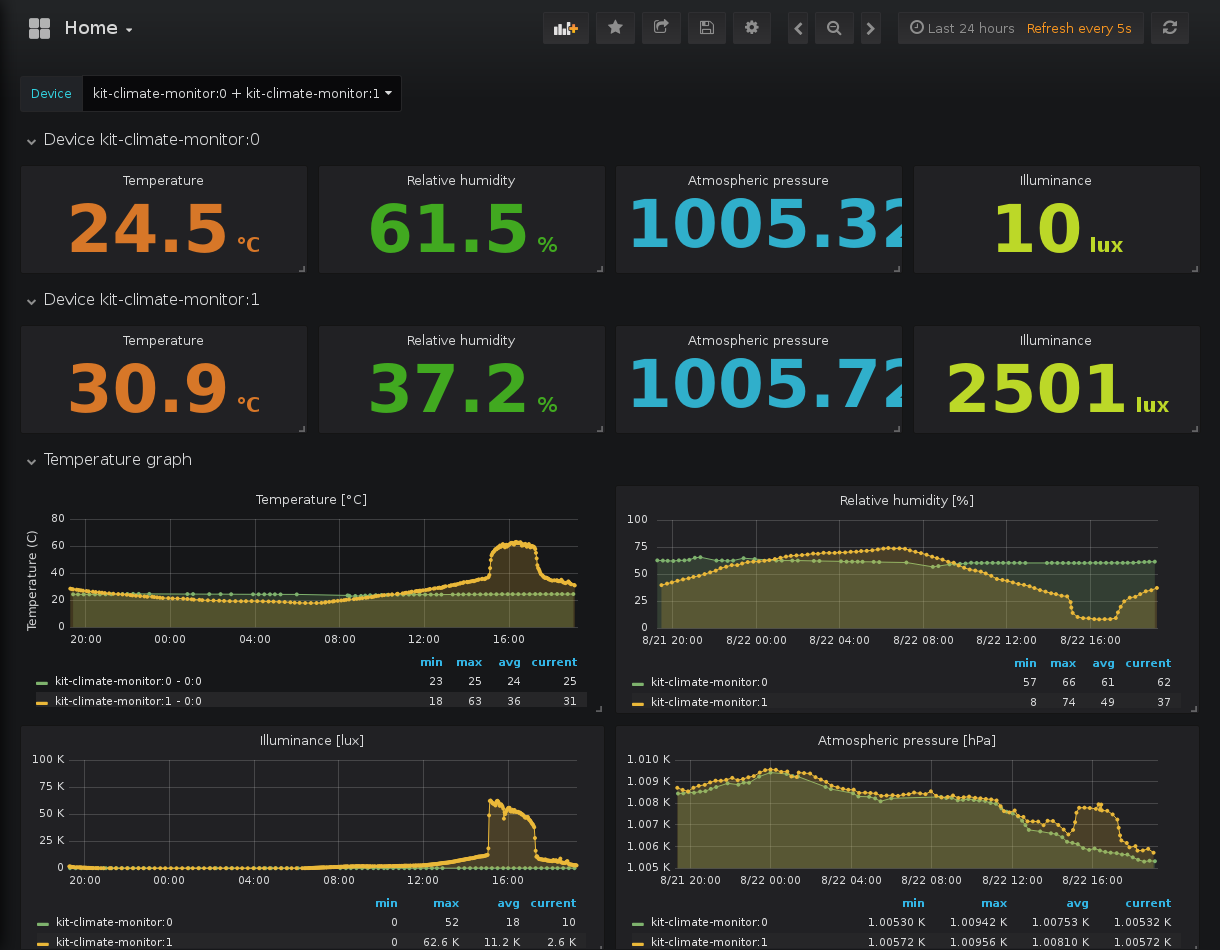 Home
Last 24 hours Refresh every 5s
Device kit-climate-monitor:0 + kit-climate-monitor:1
Device kit-climate-monitor:0
Temperature Relative humidity Atmospheric pressure Illuminance
24.5 °C 61.5 % 1005.32 10 lux
Device kit-climate-monitor:1
Temperature Relative humidity Atmospheric pressure Illuminance
30.9 °C 37.2 % 1005.72 2501 lux
Temperature graph
Temperature [°C]
Temperature (C)
80
60
40
20
0
20:00 00:00 04:00 08:00 12:00 16:00
min max avg current
kit-climate-monitor:0 - 0:0 23 25 24 25
kit-climate-monitor:1 - 0:0 18 63 36 31
Relative humidity [%]
100
75
50
25
0
8/21 20:00 8/22 00:00 8/22 04:00 8/22 08:00 8/22 12:00 8/22 16:00
min max avg current
kit-climate-monitor:0 57 66 61 62
kit-climate-monitor:1 8 74 49 37
Illuminance [lux]
100 K
75 K
50 K
25 K
0
20:00 00:00 04:00 08:00 12:00 16:00
min max avg current
kit-climate-monitor:0 0 52 18 10
kit-climate-monitor:1 0 62.6 K 11.2 K 2.6 K
Atmospheric pressure [hPa]
1.010 K
1.009 K
1.008 K
1.007 K
1.006 K
1.005 K
8/21 20:00 8/22 00:00 8/22 04:00 8/22 08:00 8/22 12:00 8/22 16:00
min max avg current
kit-climate-monitor:0 1.00530 K 1.00942 K 1.00753 K 1.00532 K
kit-climate-monitor:1 1.00572 K 1.00956 K 1.00810 K 1.00572 K